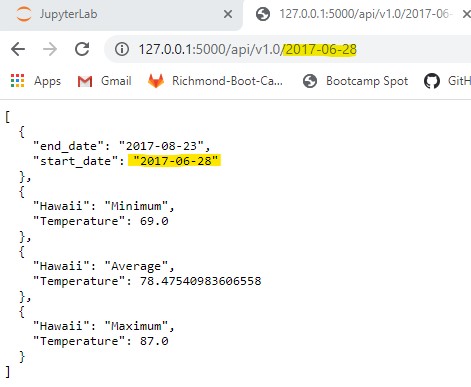 JupyterLab
127.0.0.1:5000/api/v1.0/2017-06-
127.0.0.1:5000/api/v1.0/2017-06-28
Apps
Gmail
Richmond-Boot-Ca...
Bootcamp Spot
GitH
[
{
"end_date": "2017-08-23",
"start_date": "2017-06-28"
},
{
"Hawaii": "Minimum",
"Temperature": 69.0
},
{
"Hawaii": "Average",
"Temperature": 78.47540983606558
},
{
"Hawaii": "Maximum",
"Temperature": 87.0
}
]